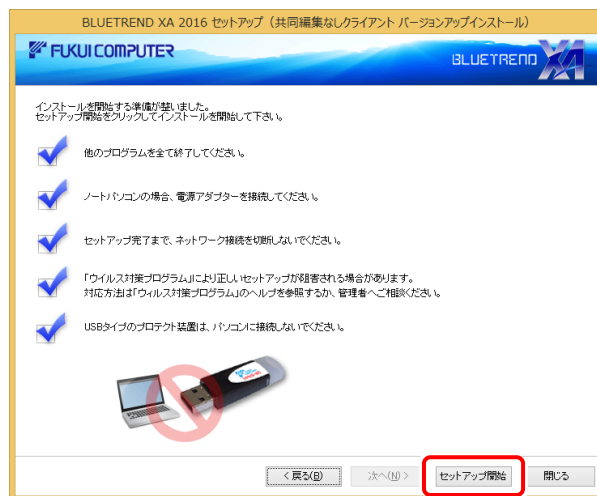 BLUETREND XA 2016 セットアップ（共同編集なしクライアント バージョンアップインストール）
FUKUI COMPUTER
BLUETREND XA
インストールを開始する準備が整いました。
セットアップ開始をクリックしてインストールを開始して下さい。
他のプログラムを全て終了してください。
ノートパソコンの場合、電源アダプターを接続してください。
セットアップ完了まで、ネットワーク接続を切断しないでください。
「ウイルス対策プログラム」により正しいセットアップが阻害される場合があります。
対応方法は「ウィルス対策プログラム」のヘルプを参照するか、管理者へご相談ください。
USBタイプのプロテクト装置は、パソコンに接続しないでください。
< 戻る(B) 次へ(N) > セットアップ開始 閉じる